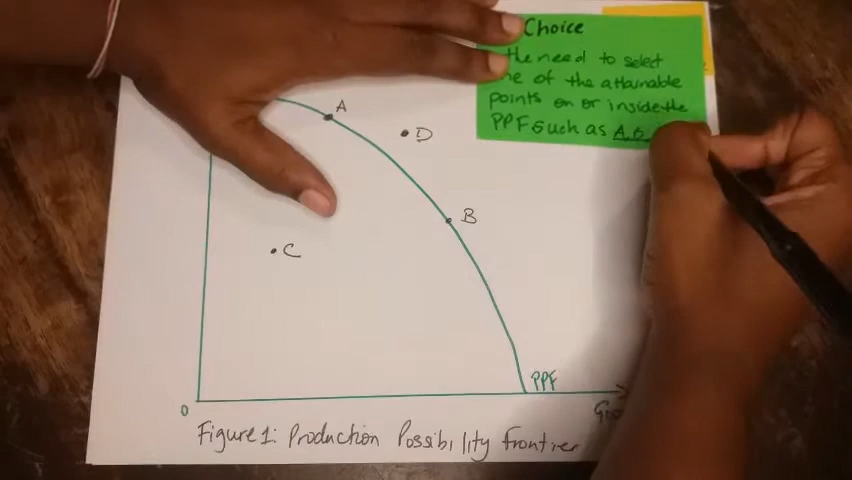 Choice
the need to select
of the attainable
points on or inside the
PPF such as A, B
A
D
B
C
PPF
0
Figure 1: Production Possibility Frontier